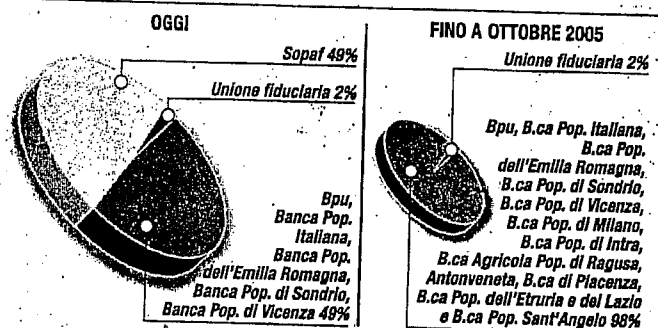 OGGI
Sopaf 49%
Unione fiduciaria 2%
Bpu,
Banca Pop.
Italiana,
Banca Pop.
dell'Emilia Romagna,
Banca Pop. di Sondrio,
Banca Pop. di Vicenza 49%
FINO A OTTOBRE 2005
Unione fiduciaria 2%
Bpu, B.ca Pop. Italiana,
B.ca Pop.
dell'Emilia Romagna,
B.ca Pop. di Sondrio,
B.ca Pop. di Vicenza,
B.ca Pop. di Milano,
B.ca Pop. di Intra,
B.ca Agricola Pop. di Ragusa,
Antonveneta, B.ca di Piacenza,
B.ca Pop. dell'Etruria e del Lazio
e B.ca Pop. Sant'Angelo 98%